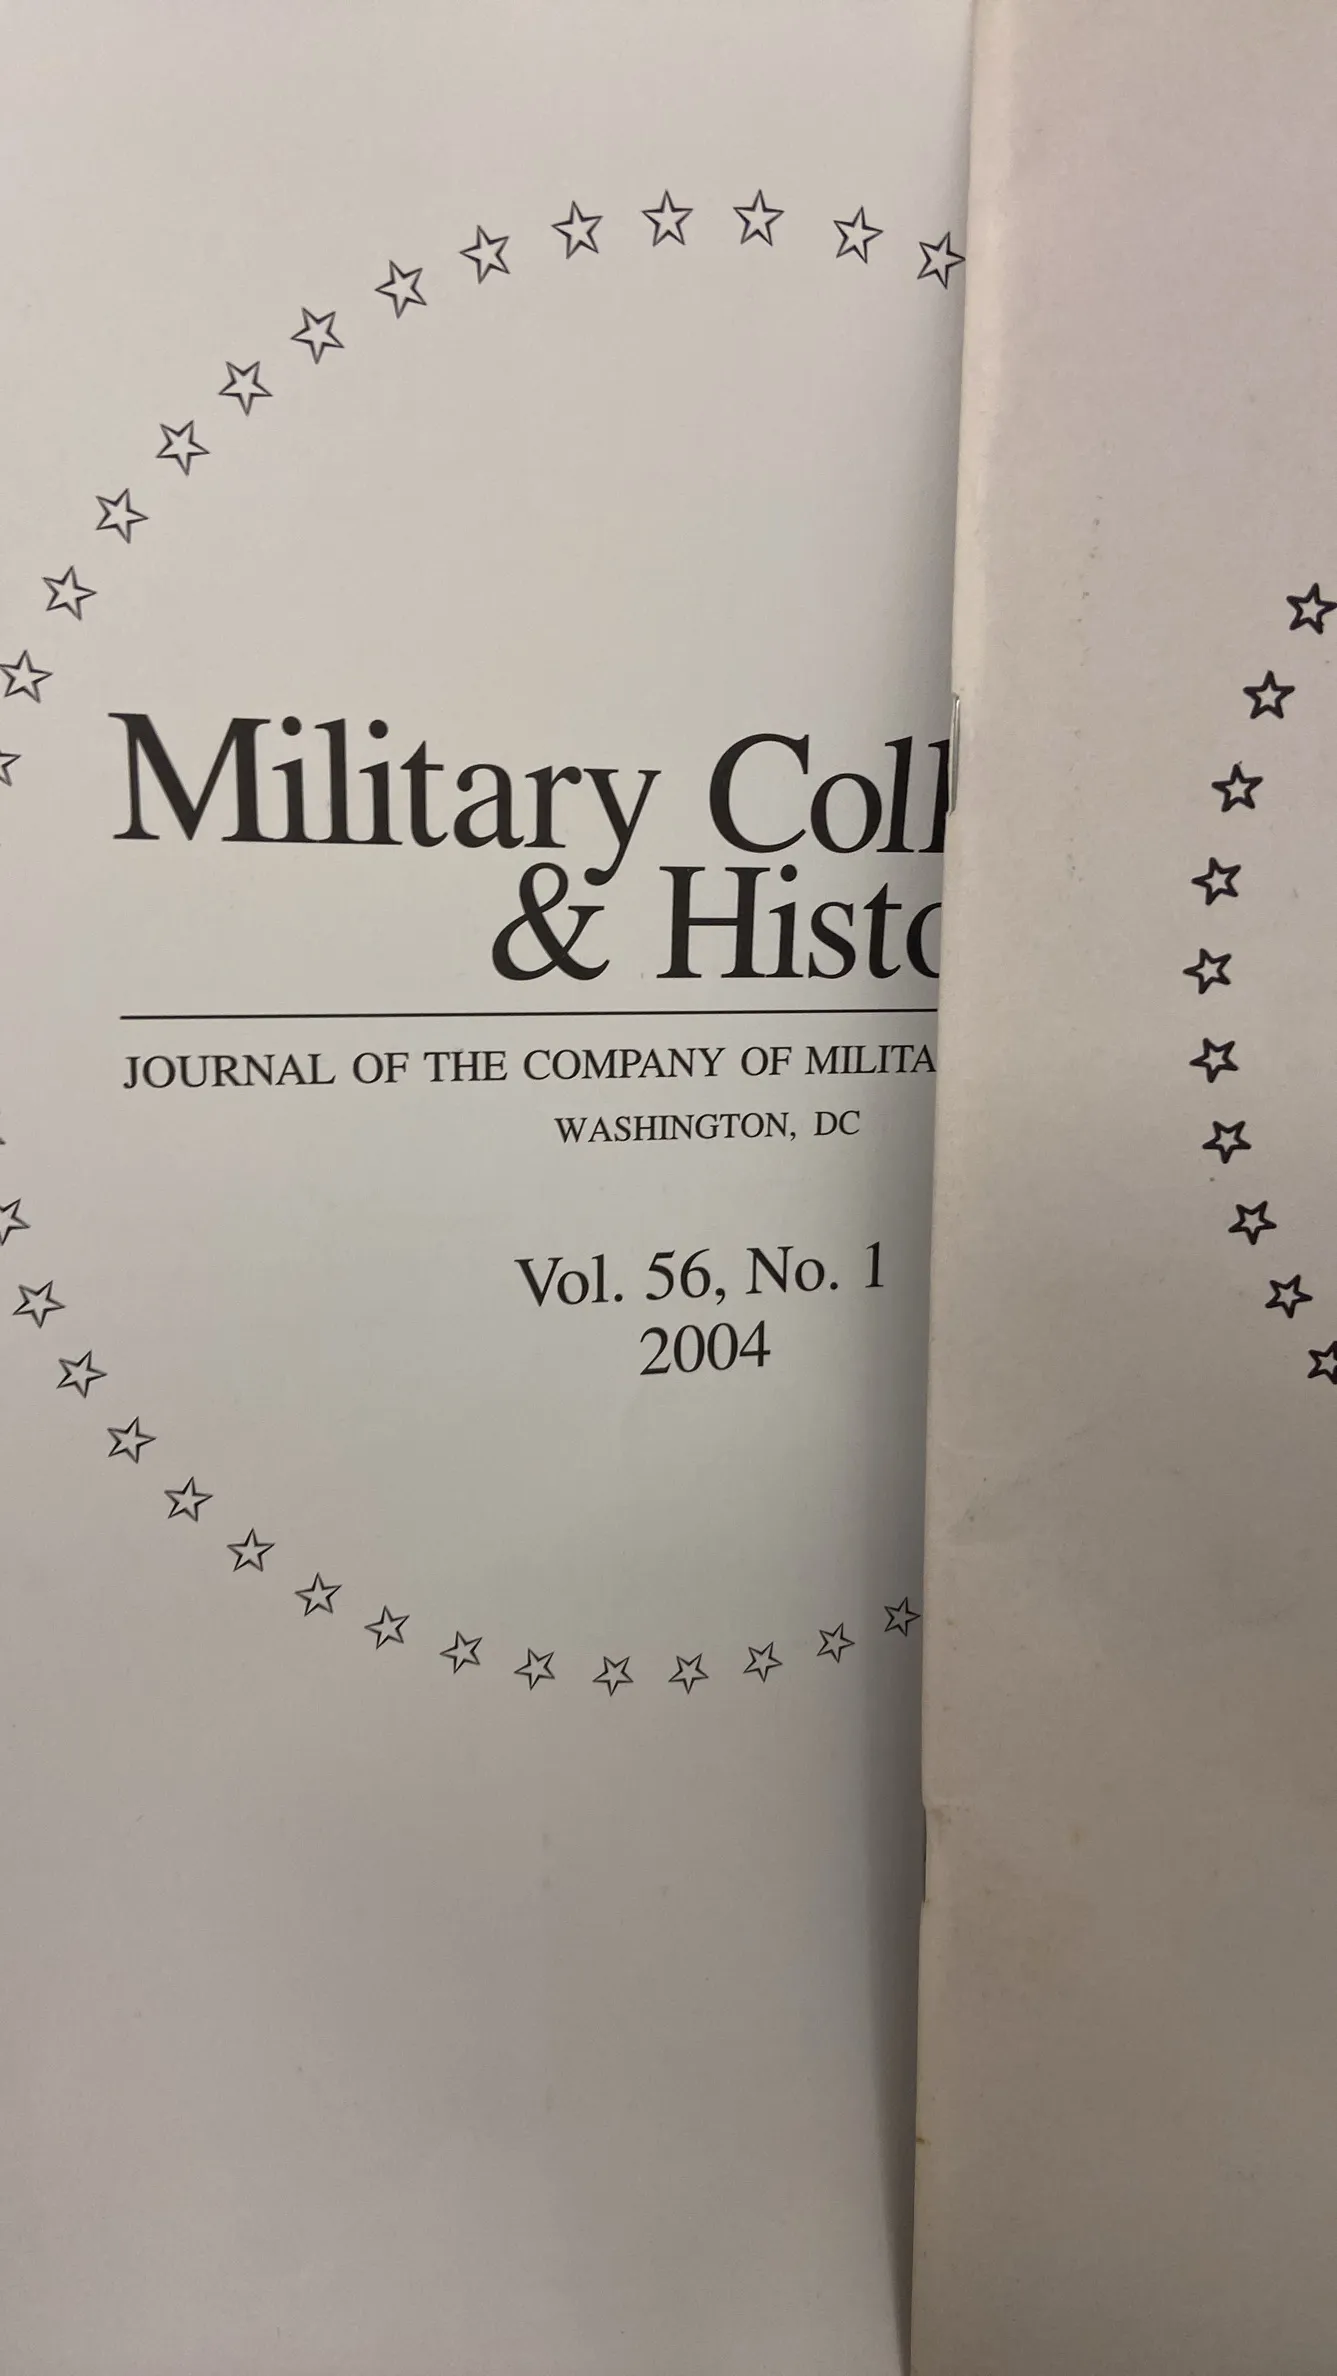 Military Coll
& Histo
JOURNAL OF THE COMPANY OF MILITA
WASHINGTON, DC
Vol. 56, No. 1
2004